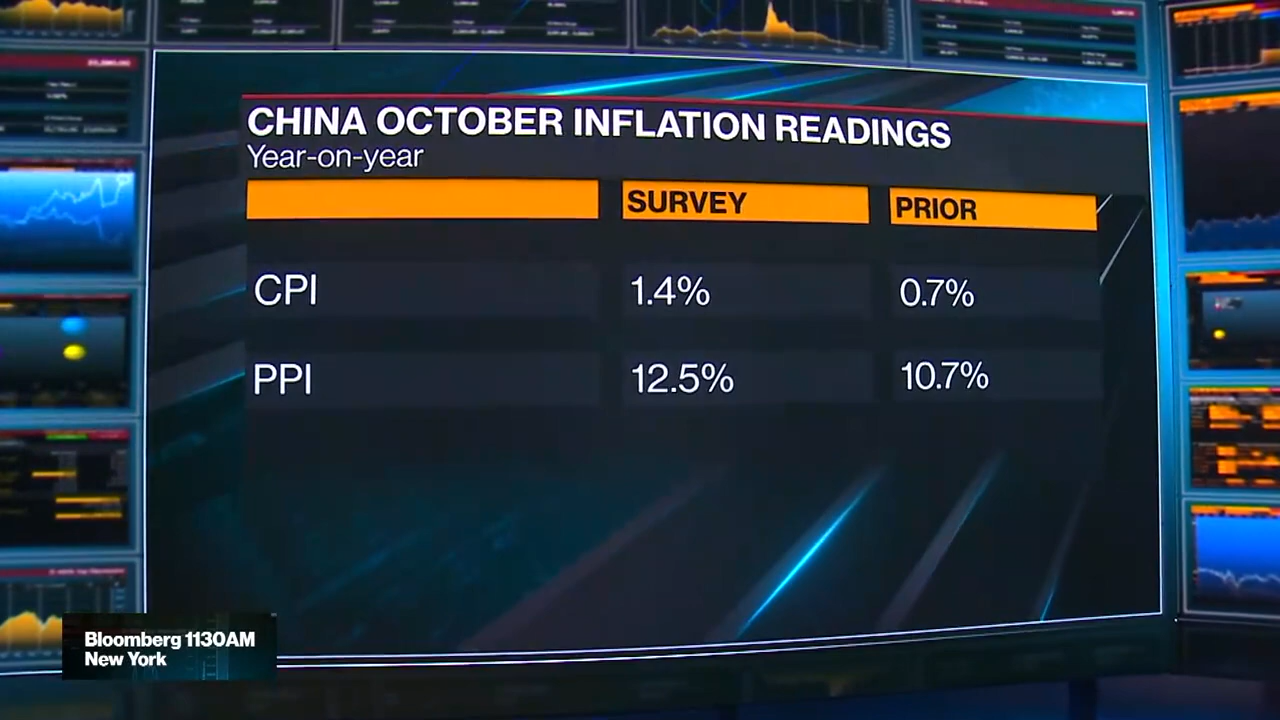 CHINA OCTOBER INFLATION READINGS
Year-on-year
SURVEY PRIOR
CPI 1.4% 0.7%
PPI 12.5% 10.7%
Bloomberg 1130AM
New York